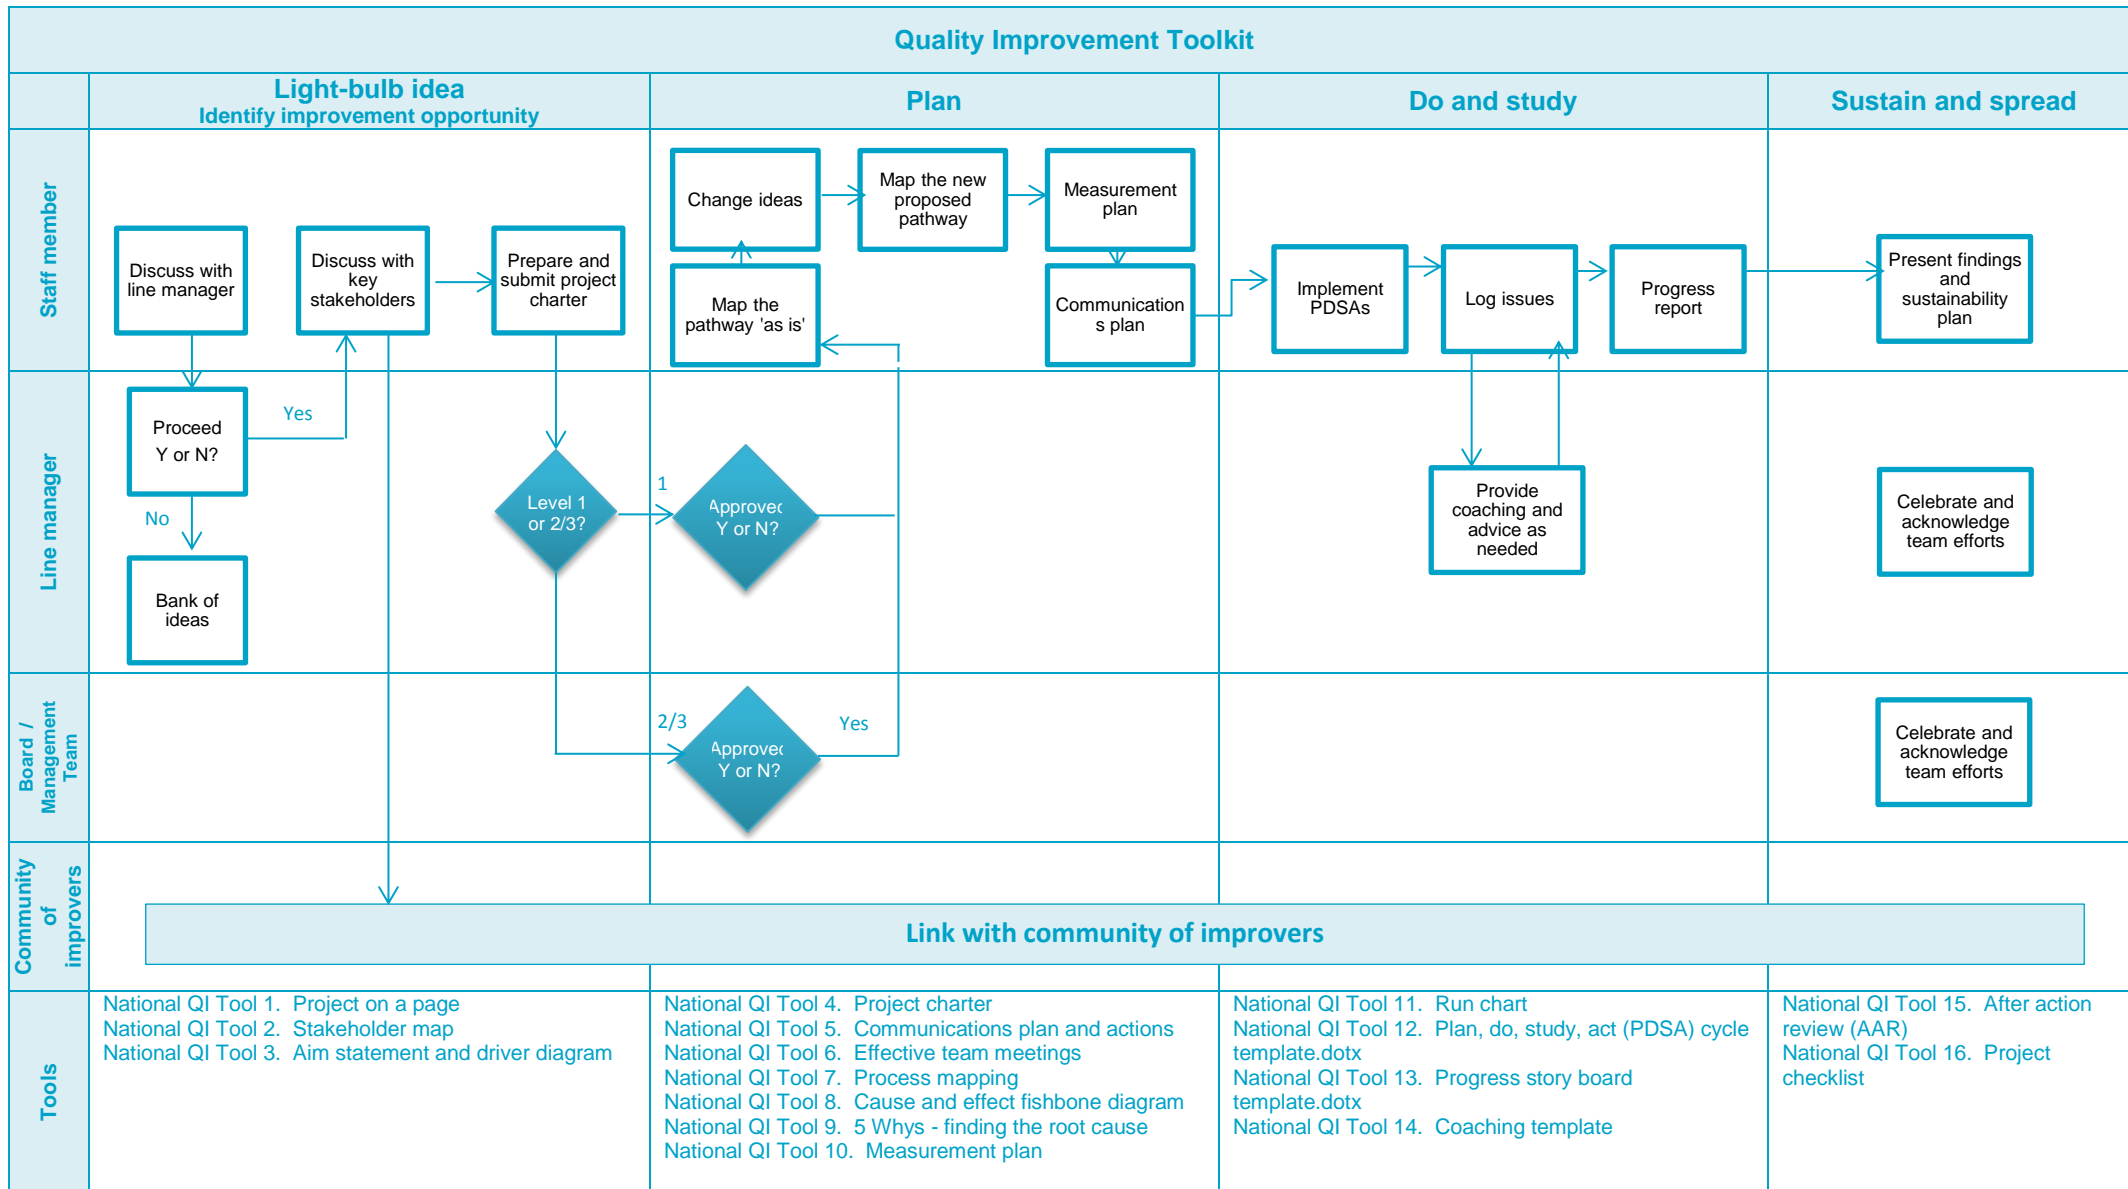 Quality Improvement Toolkit
Light-bulb idea
Identify improvement opportunity
Plan
Do and study
Sustain and spread
Staff member
Discuss with
line manager
Discuss with
key
stakeholders
Prepare and
submit project
charter
Change ideas
Map the new
proposed
pathway
Measurement
plan
Map the
pathway 'as is'
Communication
s plan
Implement
PDSAs
Log issues
Progress
report
Present findings
and
sustainability
plan
Line manager
Proceed
Y or N?
Yes
No
Bank of
ideas
Level 1
or 2/3?
1
Approved
Y or N?
Provide
coaching and
advice as
needed
Celebrate and
acknowledge
team efforts
Board /
Management
Team
2/3
Approved
Y or N?
Yes
Celebrate and
acknowledge
team efforts
Community
of
improvers
Link with community of improvers
Tools
National QI Tool 1.  Project on a page
National QI Tool 2.  Stakeholder map
National QI Tool 3.  Aim statement and driver diagram
National QI Tool 4.  Project charter
National QI Tool 5.  Communications plan and actions
National QI Tool 6.  Effective team meetings
National QI Tool 7.  Process mapping
National QI Tool 8.  Cause and effect fishbone diagram
National QI Tool 9.  5 Whys - finding the root cause
National QI Tool 10.  Measurement plan
National QI Tool 11.  Run chart
National QI Tool 12.  Plan, do, study, act (PDSA) cycle
template.dotx
National QI Tool 13.  Progress story board
template.dotx
National QI Tool 14.  Coaching template
National QI Tool 15.  After action
review (AAR)
National QI Tool 16.  Project
checklist